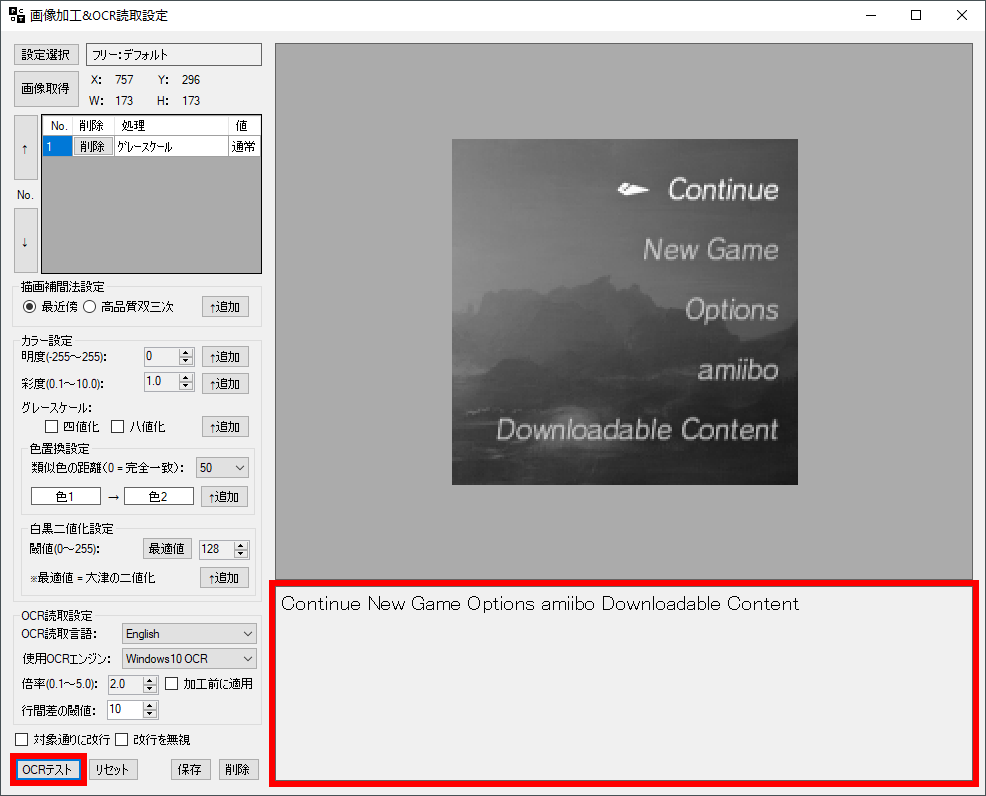 画像加工&OCR読取設定
設定選択 フリー:デフォルト
画像取得 X: 757 Y: 296
W: 173 H: 173
No. 削除 処理 値
1 削除 グレースケール 通常
↑
No.
↓
描画補間法設定
最近傍 高品質双三次 ↑追加
カラー設定
明度(-255~255): 0 ↑追加
彩度(0.1~10.0): 1.0 ↑追加
グレースケール:
四値化 八値化 ↑追加
色置換設定
類似色の距離(0 = 完全一致): 50
色1 → 色2 ↑追加
白黒二値化設定
閾値(0~255): 最適値 128
※最適値 = 大津の二値化 ↑追加
OCR読取設定
OCR読取言語: English
使用OCRエンジン: Windows10 OCR
倍率(0.1~5.0): 2.0 加工前に適用
行間差の閾値: 10
対象通りに改行 改行を無視
OCRテスト リセット 保存 削除
Continue
New Game
Options
amiibo
Downloadable Content
Continue New Game Options amiibo Downloadable Content